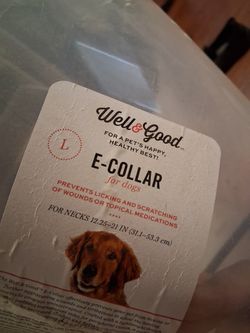 Well&Good
FOR A PET'S HAPPY,
HEALTHY BEST!
L
E-COLLAR
for dogs
PREVENTS LICKING AND SCRATCHING
OF WOUNDS OR TOPICAL MEDICATIONS
FOR NECKS 12.25–21 IN (31.1–53.3 cm)